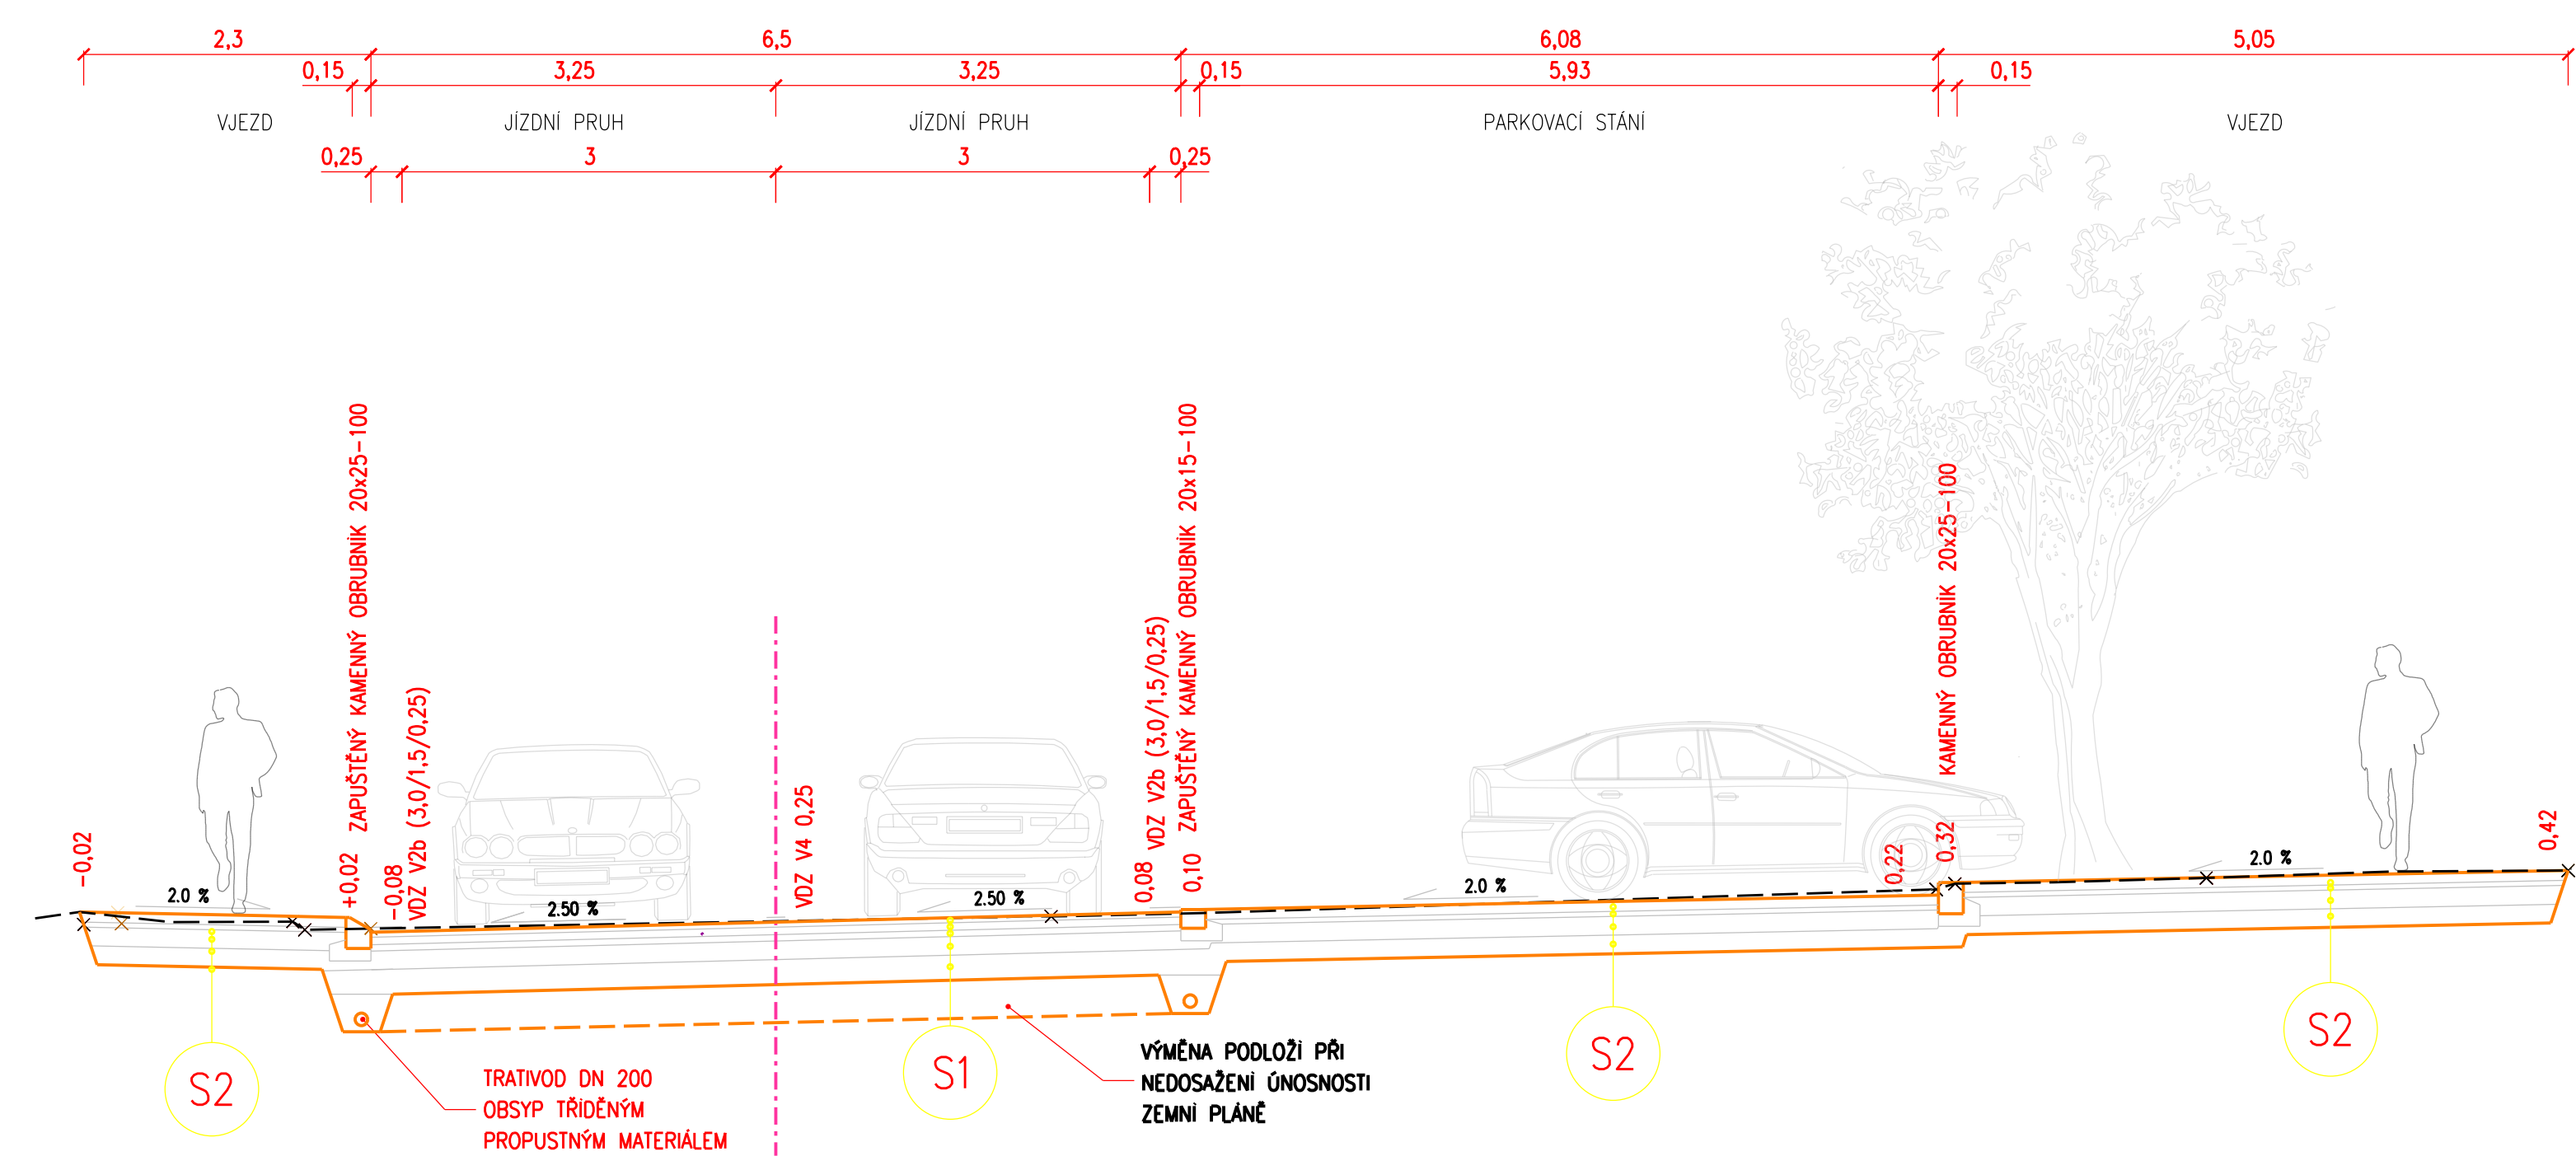 2,3 6,5 6,08 5,05
0,15 3,25 3,25 0,15 5,93 0,15
VJEZD JÍZDNÍ PRUH JÍZDNÍ PRUH PARKOVACÍ STÁNÍ VJEZD
0,25 3 3 0,25
-0,02
+0,02 ZAPUŠTĚNÝ KAMENNÝ OBRUBNÍK 20x25-100
-0,08
VDZ V2b (3,0/1,5/0,25)
VDZ V4 0,25
0,08 VDZ V2b (3,0/1,5/0,25)
0,10 ZAPUŠTĚNÝ KAMENNÝ OBRUBNÍK 20x15-100
0,22
0,32 KAMENNÝ OBRUBNÍK 20x25-100
0,42
2.0 % 2.50 % 2.50 % 2.0 % 2.0 %
S2 S1 S2 S2
TRATIVOD DN 200
OBSYP TŘÍDĚNÝM
PROPUSTNÝM MATERIÁLEM
VÝMĚNA PODLOŽÍ PŘI
NEDOSAŽENÍ ÚNOSNOSTI
ZEMNÍ PLÁNĚ